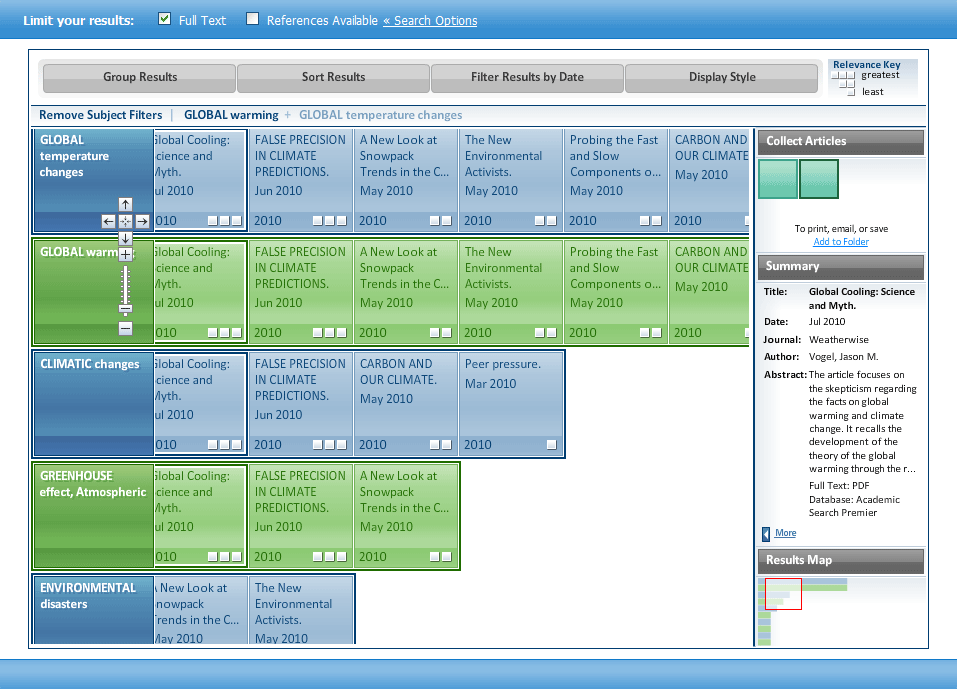 Limit your results: Full Text References Available « Search Options
Group Results Sort Results Filter Results by Date Display Style
Relevance Key
greatest
least
Remove Subject Filters | GLOBAL warming + GLOBAL temperature changes
GLOBAL
temperature
changes
Global Cooling:
cience and
Myth.
ul 2010
010
FALSE PRECISION
IN CLIMATE
PREDICTIONS.
Jun 2010
2010
A New Look at
Snowpack
Trends in the C...
May 2010
2010
The New
Environmental
Activists.
May 2010
2010
Probing the Fast
and Slow
Components o...
May 2010
2010
CARBON AND
OUR CLIMATE
May 2010
2010
GLOBAL warm
Global Cooling:
cience and
Myth.
ul 2010
010
FALSE PRECISION
IN CLIMATE
PREDICTIONS.
Jun 2010
2010
A New Look at
Snowpack
Trends in the C...
May 2010
2010
The New
Environmental
Activists.
May 2010
2010
Probing the Fast
and Slow
Components o...
May 2010
2010
CARBON AND
OUR CLIMATE
May 2010
2010
CLIMATIC changes
Global Cooling:
cience and
Myth.
ul 2010
010
FALSE PRECISION
IN CLIMATE
PREDICTIONS.
Jun 2010
2010
CARBON AND
OUR CLIMATE.
May 2010
2010
Peer pressure.
Mar 2010
2010
GREENHOUSE
effect, Atmospheric
Global Cooling:
cience and
Myth.
ul 2010
010
FALSE PRECISION
IN CLIMATE
PREDICTIONS.
Jun 2010
2010
A New Look at
Snowpack
Trends in the C...
May 2010
2010
ENVIRONMENTAL
disasters
A New Look at
nowpack
Trends in the C...
May 2010
The New
Environmental
Activists.
May 2010
Collect Articles
To print, email, or save
Add to Folder
Summary
Title: Global Cooling: Science
and Myth.
Date: Jul 2010
Journal: Weatherwise
Author: Vogel, Jason M.
Abstract: The article focuses on
the skepticism regarding
the facts on global
warming and climate
change. It recalls the
development of the
theory of the global
warming through the r...
Full Text: PDF
Database: Academic
Search Premier
More
Results Map